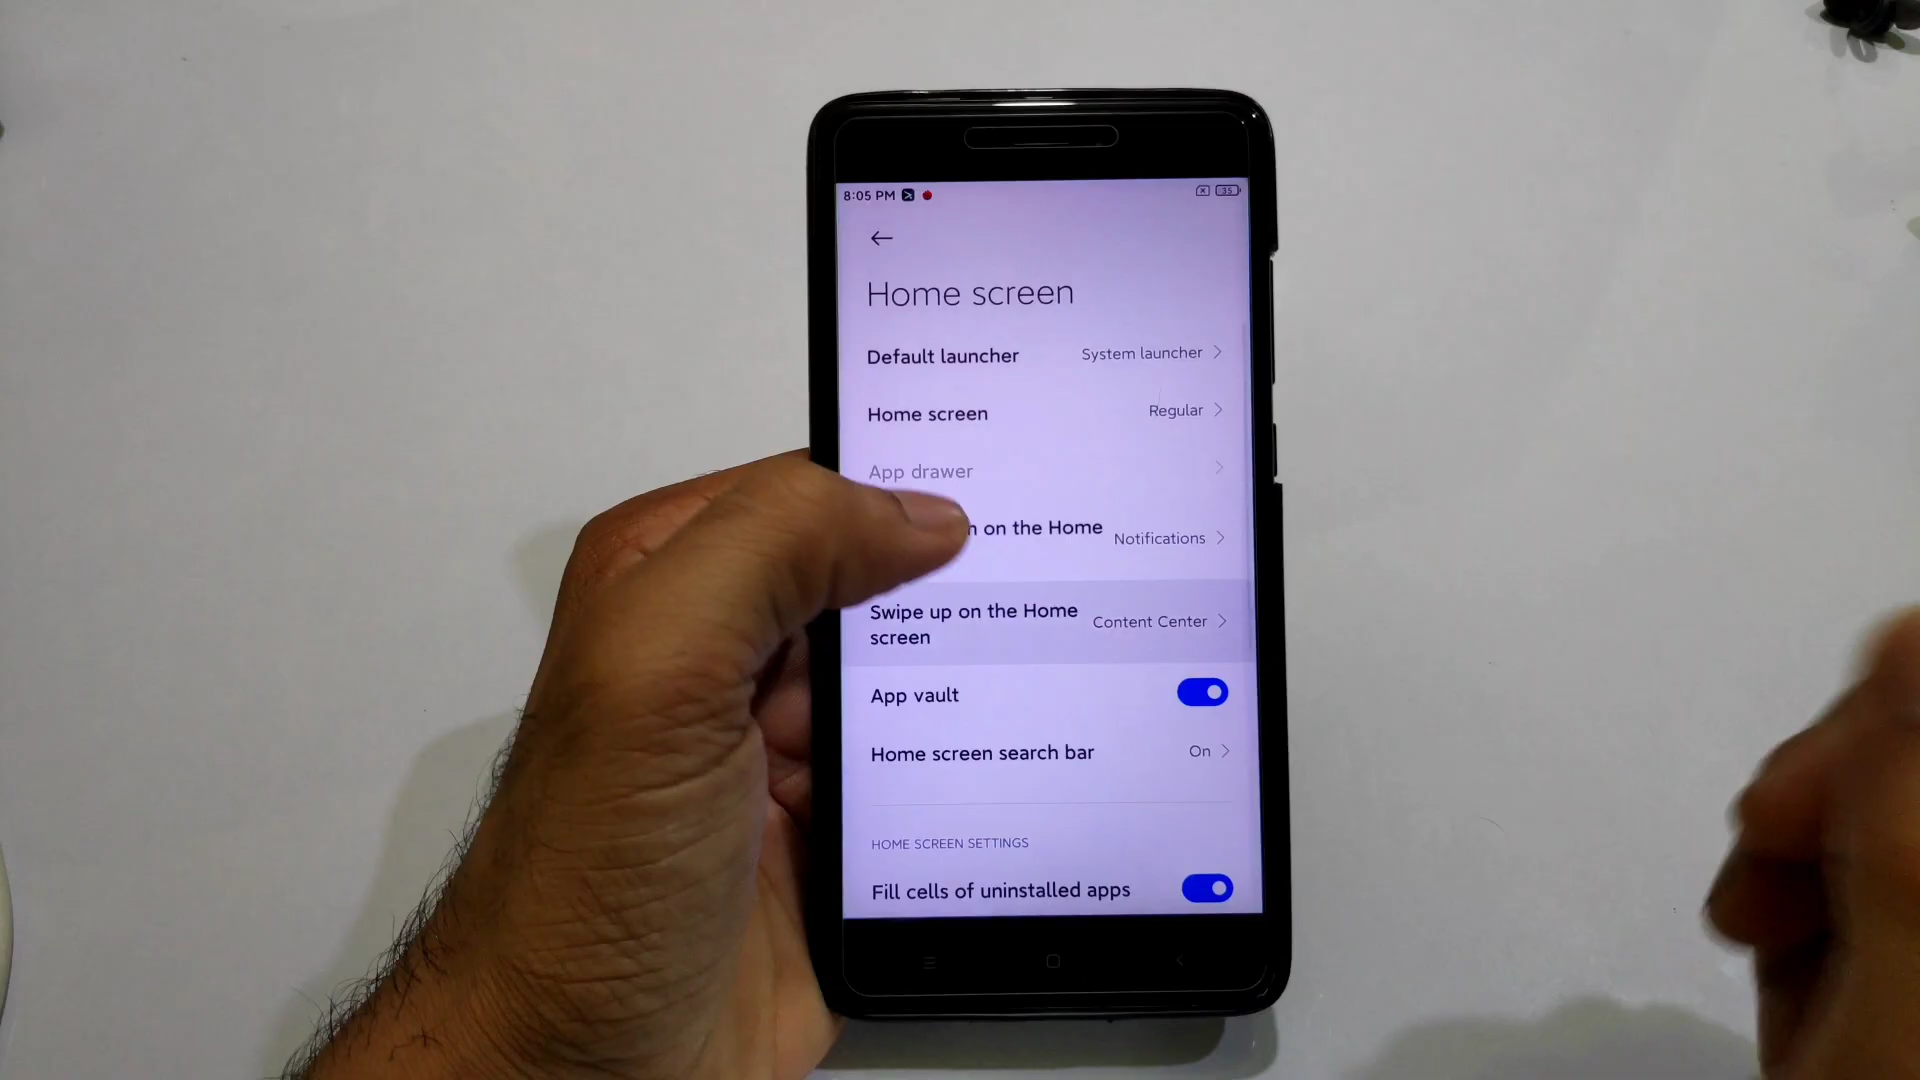 8:05 PM
35
Home screen
Default launcher System launcher
Home screen Regular
App drawer
on the Home Notifications
Swipe up on the Home
screen Content Center
App vault
Home screen search bar On
HOME SCREEN SETTINGS
Fill cells of uninstalled apps